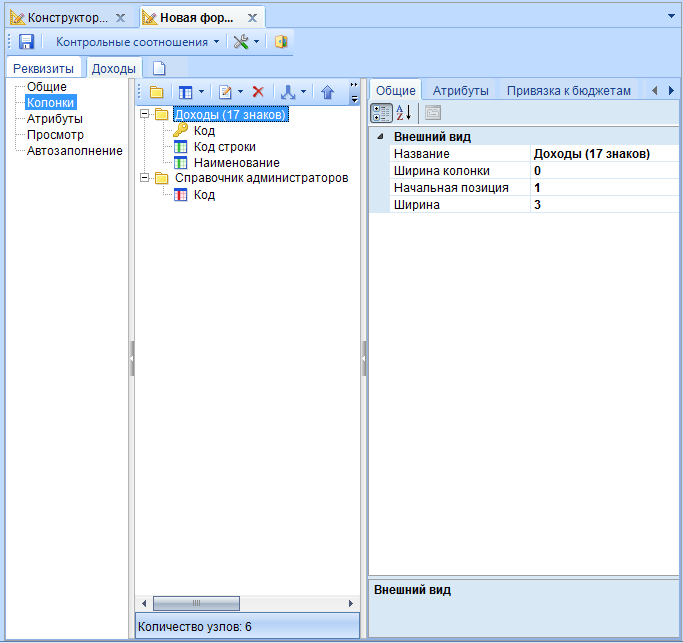 Конструктор...
Новая фор...
Контрольные соотношения
Реквизиты
Доходы
Общие
Колонки
Атрибуты
Просмотр
Автозаполнение
Доходы (17 знаков)
Код
Код строки
Наименование
Справочник администраторов
Код
Количество узлов: 6
Общие
Атрибуты
Привязка к бюджетам
Внешний вид
Название Доходы (17 знаков)
Ширина колонки 0
Начальная позиция 1
Ширина 3
Внешний вид